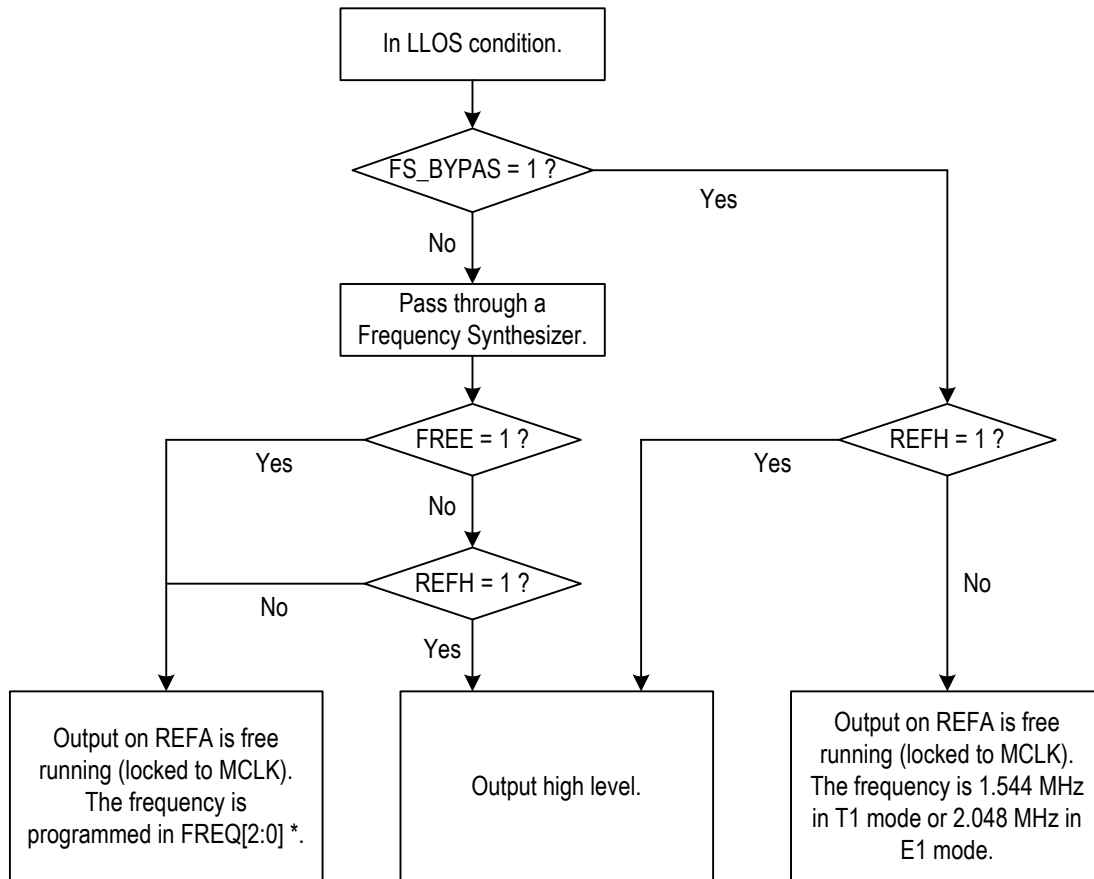 In LLOS condition.
FS_BYPAS = 1 ?
Yes
No
Pass through a
Frequency Synthesizer.
FREE = 1 ?
REFH = 1 ?
Yes
Yes
No
REFH = 1 ?
No
No
Yes
Output on REFA is free
running (locked to MCLK).
The frequency is
programmed in FREQ[2:0] *.
Output high level.
Output on REFA is free
running (locked to MCLK).
The frequency is 1.544 MHz
in T1 mode or 2.048 MHz in
E1 mode.